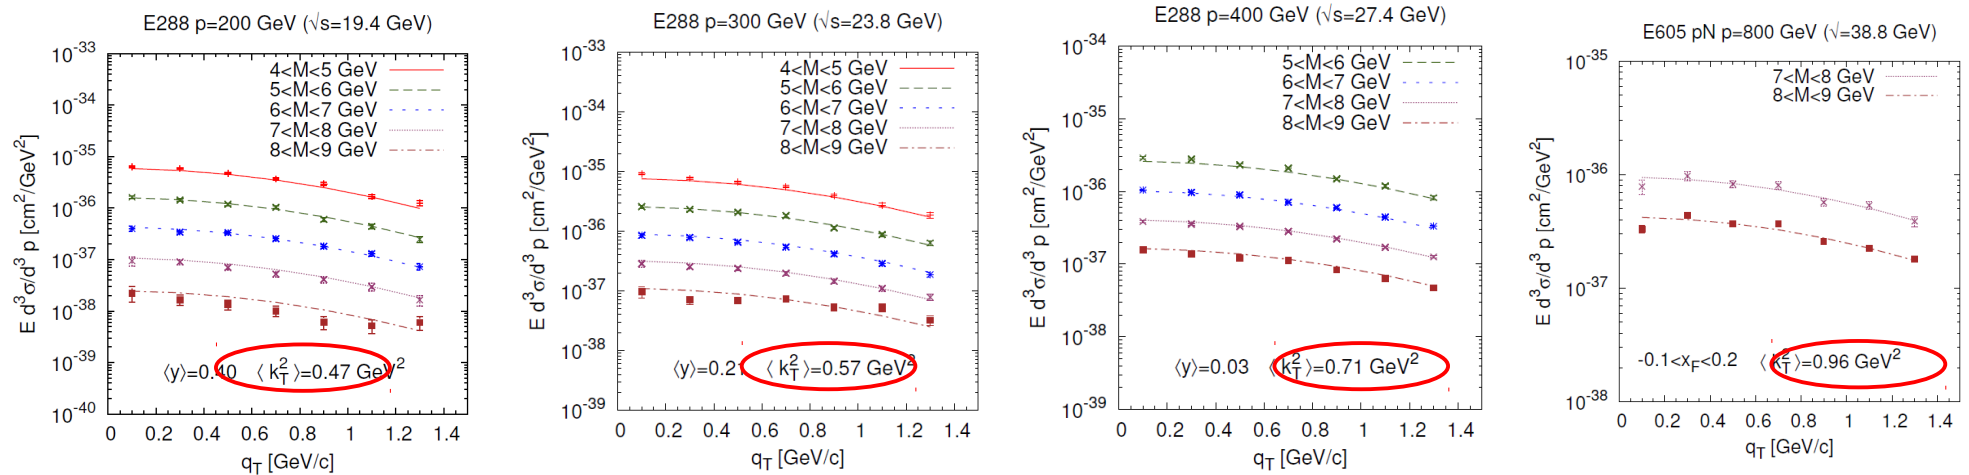 E288 p=200 GeV (√s=19.4 GeV)
10^-33
10^-34
10^-35
10^-36
10^-37
10^-38
10^-39
10^-40
E d^3σ/d^3 p [cm^2/GeV^2]
4<M<5 GeV
5<M<6 GeV
6<M<7 GeV
7<M<8 GeV
8<M<9 GeV
⟨y⟩=0.40 ⟨ k_T^2 ⟩=0.47 GeV^2
0 0.2 0.4 0.6 0.8 1 1.2 1.4
q_T [GeV/c]
E288 p=300 GeV (√s=23.8 GeV)
10^-33
10^-34
10^-35
10^-36
10^-37
10^-38
10^-39
E d^3σ/d^3 p [cm^2/GeV^2]
4<M<5 GeV
5<M<6 GeV
6<M<7 GeV
7<M<8 GeV
8<M<9 GeV
⟨y⟩=0.21 ⟨ k_T^2 ⟩=0.57 GeV^2
0 0.2 0.4 0.6 0.8 1 1.2 1.4
q_T [GeV/c]
E288 p=400 GeV (√s=27.4 GeV)
10^-34
10^-35
10^-36
10^-37
10^-38
10^-39
E d^3σ/d^3 p [cm^2/GeV^2]
5<M<6 GeV
6<M<7 GeV
7<M<8 GeV
8<M<9 GeV
⟨y⟩=0.03 ⟨ k_T^2 ⟩=0.71 GeV^2
0 0.2 0.4 0.6 0.8 1 1.2 1.4
q_T [GeV/c]
E605 pN p=800 GeV (√=38.8 GeV)
10^-35
10^-36
10^-37
10^-38
E d^3σ/d^3 p [cm^2/GeV^2]
7<M<8 GeV
8<M<9 GeV
-0.1<x_F<0.2 ⟨ k_T^2 ⟩=0.96 GeV^2
0 0.2 0.4 0.6 0.8 1 1.2 1.4
q_T [GeV/c]